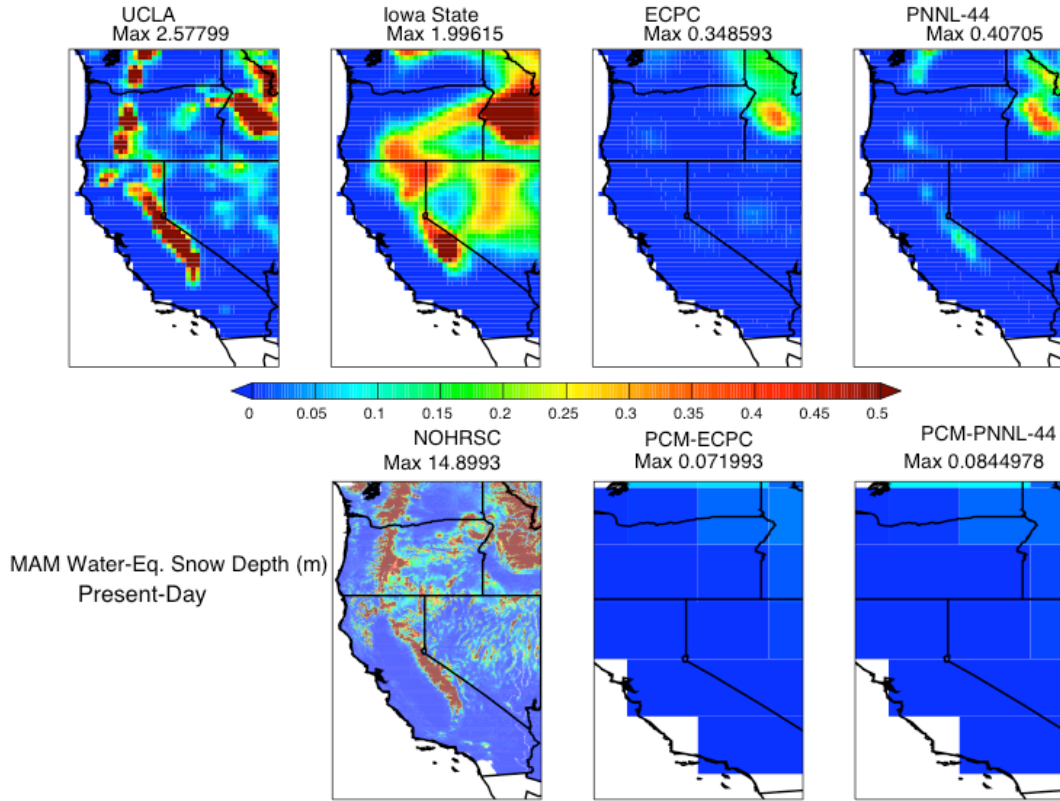 UCLA
Max 2.57799
Iowa State
Max 1.99615
ECPC
Max 0.348593
PNNL-44
Max 0.40705
0 0.05 0.1 0.15 0.2 0.25 0.3 0.35 0.4 0.45 0.5
NOHRSC
Max 14.8993
PCM-ECPC
Max 0.071993
PCM-PNNL-44
Max 0.0844978
MAM Water-Eq. Snow Depth (m)
Present-Day